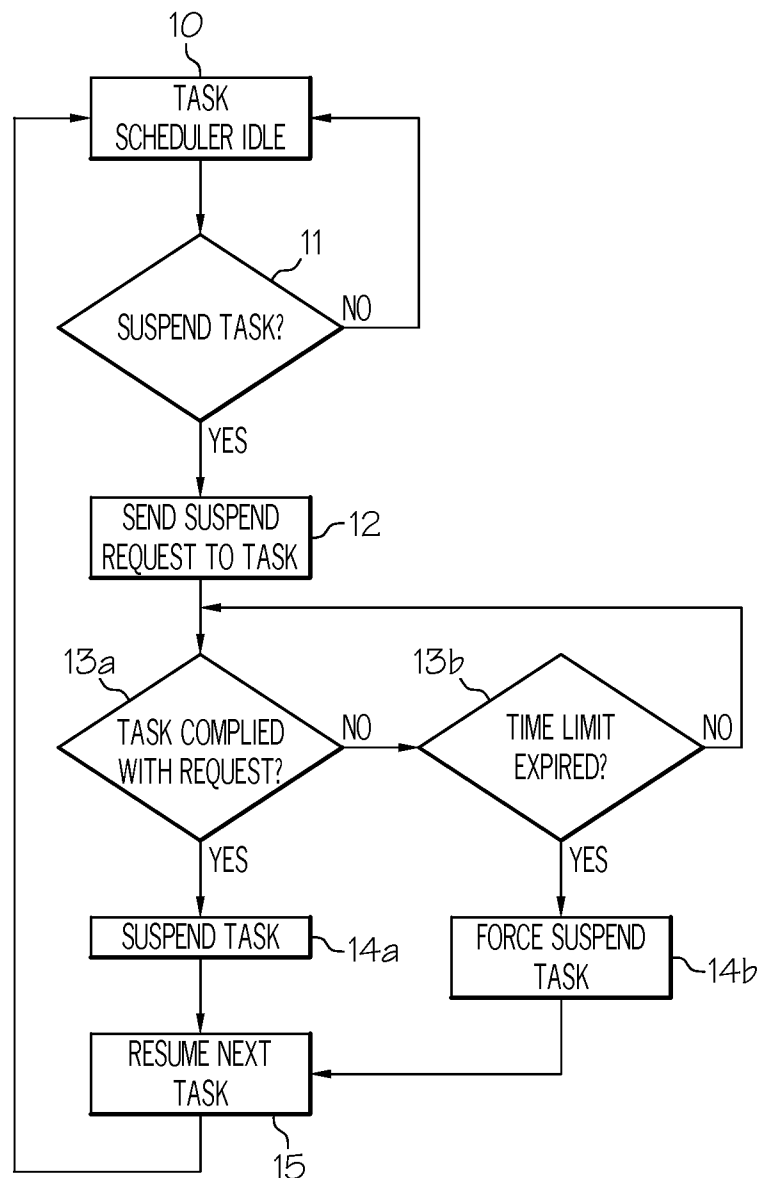 10
TASK
SCHEDULER IDLE
11
SUSPEND TASK?
NO
YES
SEND SUSPEND
REQUEST TO TASK
12
13a
TASK COMPLIED
WITH REQUEST?
NO
13b
TIME LIMIT
EXPIRED?
NO
YES
YES
SUSPEND TASK
14a
FORCE SUSPEND
TASK
14b
RESUME NEXT
TASK
15